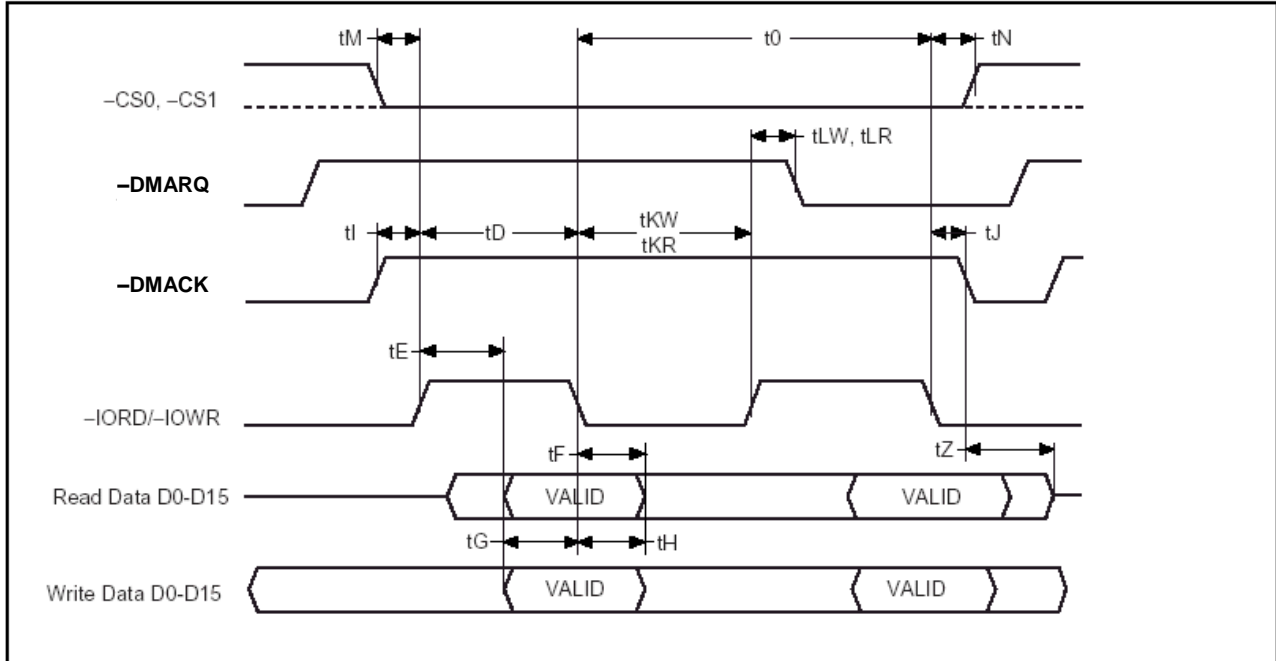 tM t0 tN
–CS0, –CS1
tLW, tLR
–DMARQ
tI tD tKW tJ
tKR
–DMACK
tE
–IORD/–IOWR
tF tZ
Read Data D0-D15 VALID VALID
tG tH
Write Data D0-D15 VALID VALID